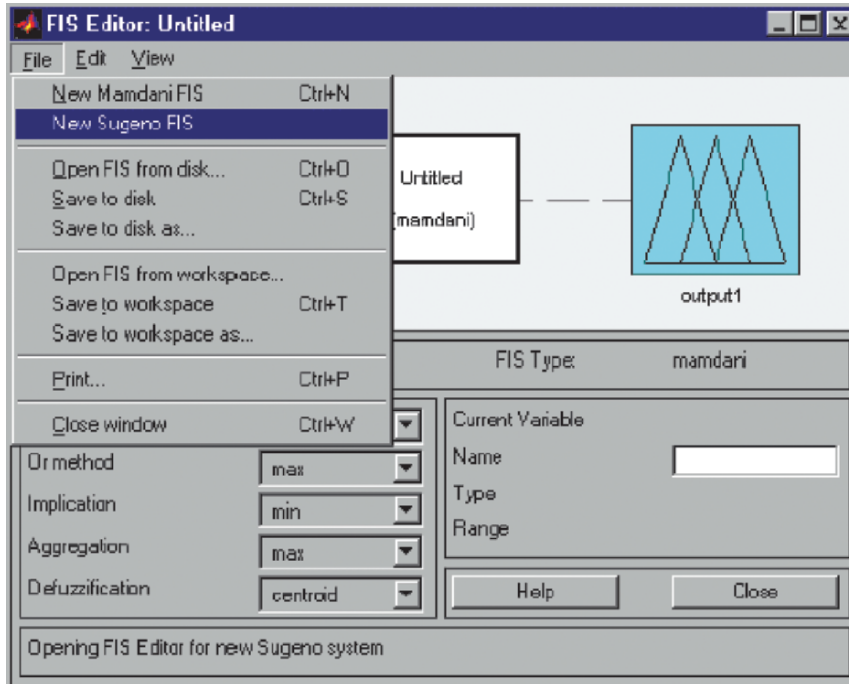 FIS Editor: Untitled
File Edit View
New Mamdani FIS Ctrl+N
New Sugeno FIS
Open FIS from disk... Ctrl+O
Save to disk Ctrl+S
Save to disk as...
Open FIS from workspace...
Save to workspace Ctrl+T
Save to workspace as...
Print... Ctrl+P
Close window Ctrl+W
Untitled
(mamdani)
output1
FIS Type: mamdani
Or method max
Implication min
Aggregation max
Defuzzification centroid
Current Variable
Name
Type
Range
Help Close
Opening FIS Editor for new Sugeno system